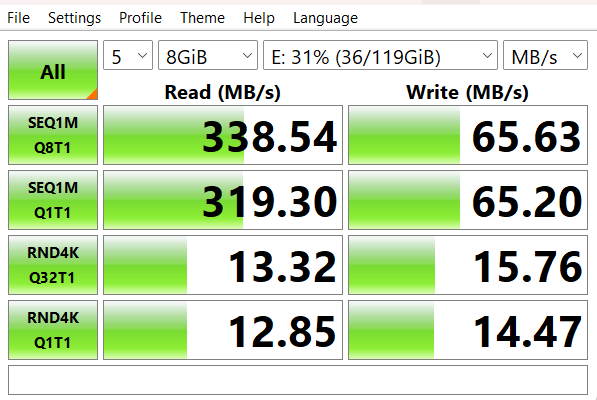 File Settings Profile Theme Help Language
All 5 8GiB E: 31% (36/119GiB) MB/s
Read (MB/s) Write (MB/s)
SEQ1M
Q8T1
338.54 65.63
SEQ1M
Q1T1
319.30 65.20
RND4K
Q32T1
13.32 15.76
RND4K
Q1T1
12.85 14.47